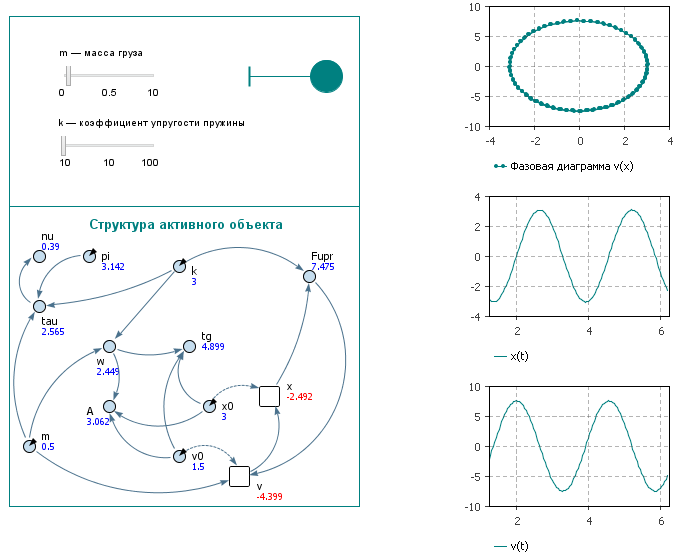 m — масса груза
0 0.5 10
k — коэффициент упругости пружины
10 10 100
Структура активного объекта
nu
0.39
pi
3.142
k
3
Fupr
7.475
tau
2.565
w
2.449
tg
4.899
A
3.062
x0
3
x
-2.492
m
0.5
v0
1.5
v
-4.399
10
5
0
-5
-10
-4 -2 0 2 4
Фазовая диаграмма v(x)
4
2
0
-2
-4
2 4 6
x(t)
10
5
0
-5
-10
2 4 6
v(t)